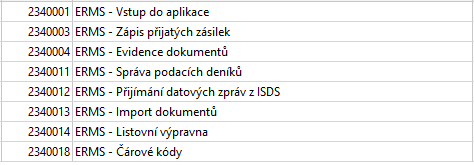 2340001 ERMS - Vstup do aplikace
2340003 ERMS - Zápis přijatých zásilek
2340004 ERMS - Evidence dokumentů
2340011 ERMS - Správa podacích deníků
2340012 ERMS - Přijímání datových zpráv z ISDS
2340013 ERMS - Import dokumentů
2340014 ERMS - Listovní výpravna
2340018 ERMS - Čárové kódy